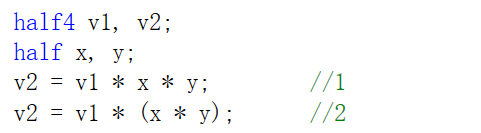 half4 v1, v2;
half x, y;
v2 = v1 * x * y;          //1
v2 = v1 * (x * y);        //2